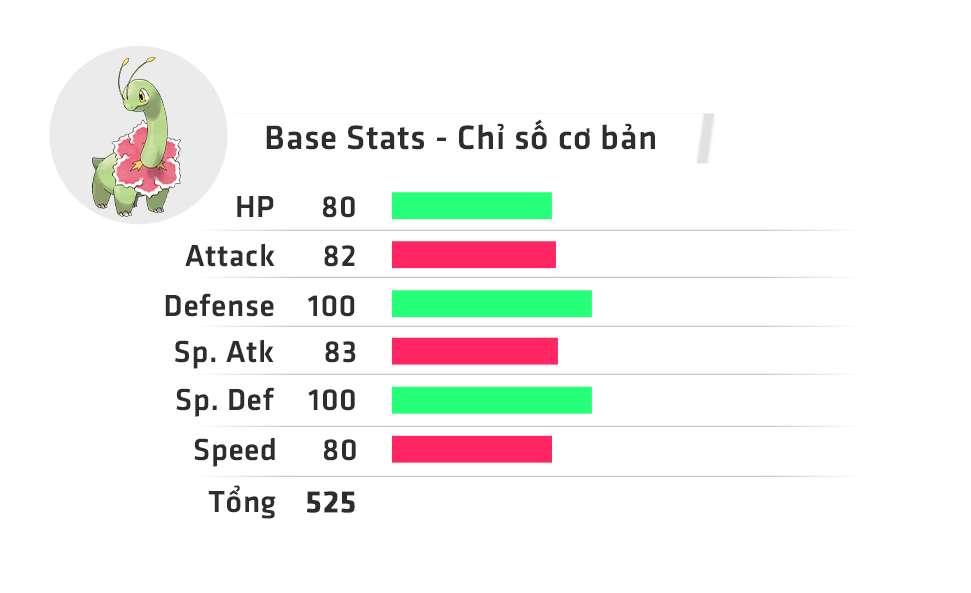 Base Stats - Chỉ số cơ bản
HP 80
Attack 82
Defense 100
Sp. Atk 83
Sp. Def 100
Speed 80
Tổng 525